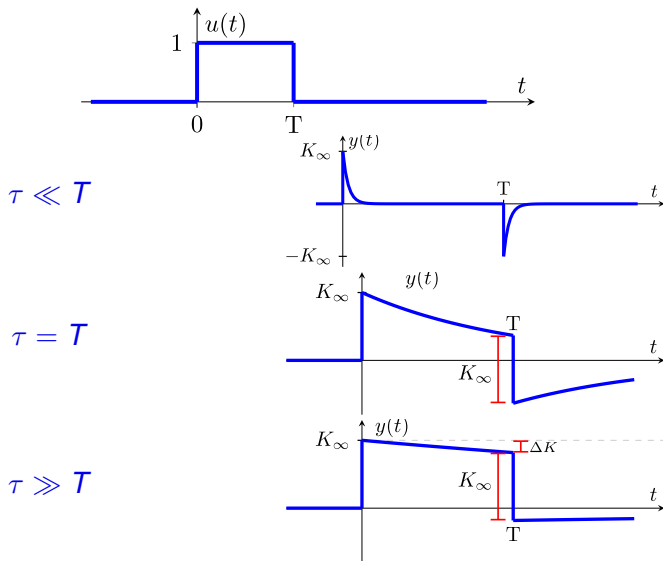 u(t)
1
t
0
T
τ ≪ T
K∞
y(t)
T
t
−K∞
τ = T
y(t)
K∞
T
t
K∞
τ ≫ T
y(t)
K∞
ΔK
K∞
t
T